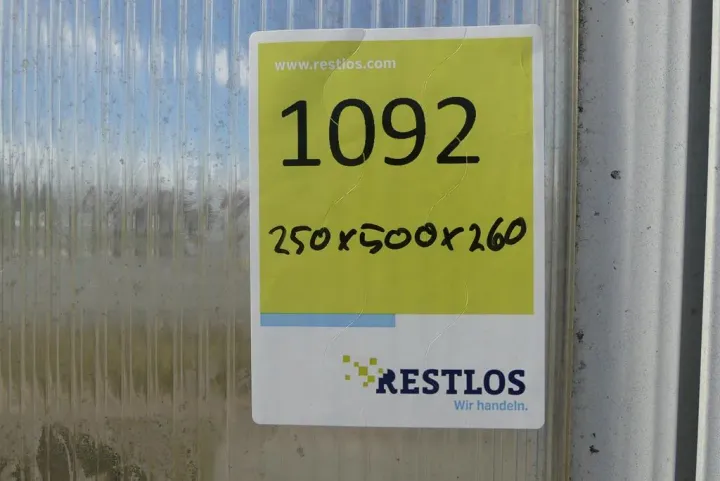 www.restlos.com
1092
250x500x260
RESTLOS
Wir handeln.